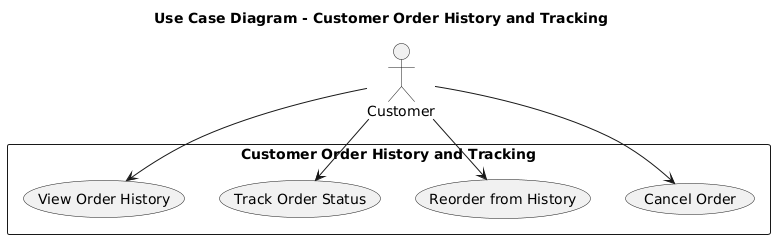 Use Case Diagram - Customer Order History and Tracking
Customer
Customer Order History and Tracking
View Order History
Track Order Status
Reorder from History
Cancel Order